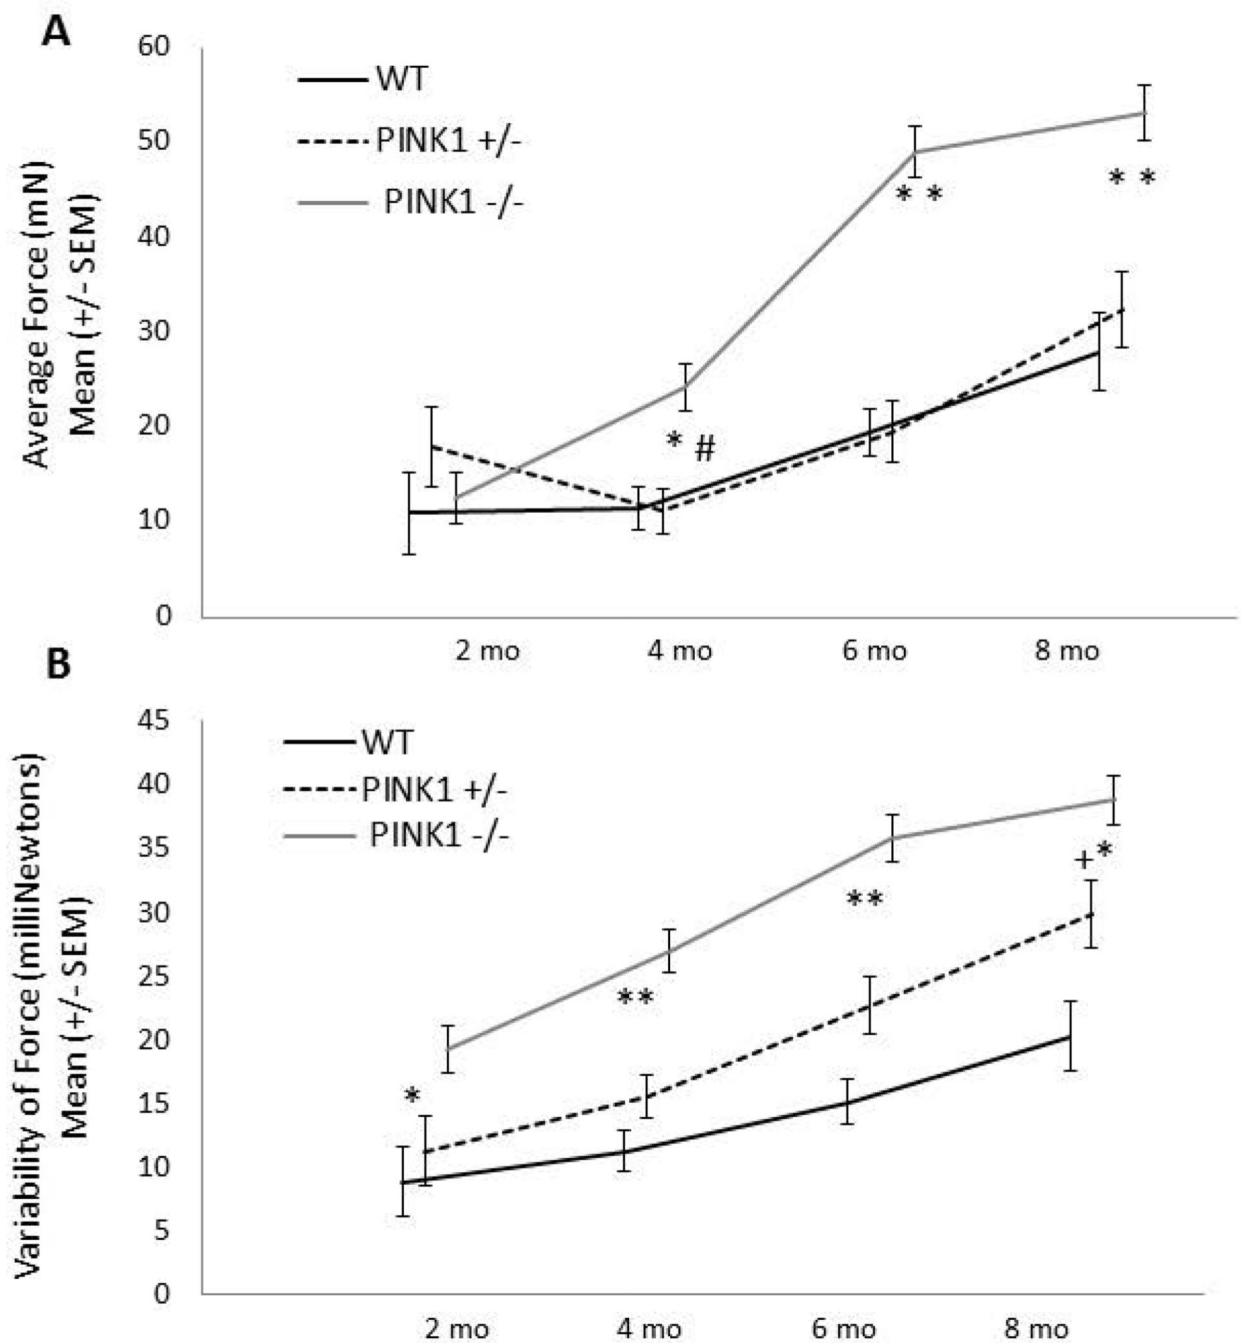 A
60
50
40
30
20
10
0
Average Force (mN)
Mean (+/- SEM)
WT
PINK1 +/-
PINK1 -/-
* *
* *
* #
2 mo 4 mo 6 mo 8 mo
B
45
40
35
30
25
20
15
10
5
0
Variability of Force (milliNewtons)
Mean (+/- SEM)
WT
PINK1 +/-
PINK1 -/-
+*
**
**
*
2 mo 4 mo 6 mo 8 mo